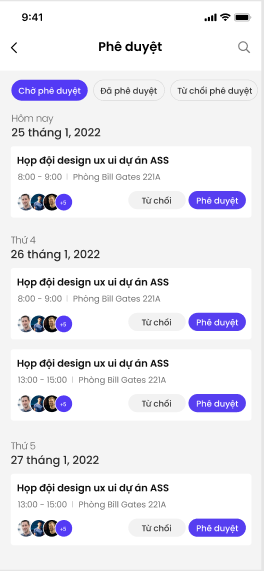 9:41
Phê duyệt
Chờ phê duyệt
Đã phê duyệt
Từ chối phê duyệt
Hôm nay
25 tháng 1, 2022
Họp đội design ux ui dự án ASS
8:00 - 9:00 | Phòng Bill Gates 221A
+5
Từ chối
Phê duyệt
Thứ 4
26 tháng 1, 2022
Họp đội design ux ui dự án ASS
8:00 - 9:00 | Phòng Bill Gates 221A
+5
Từ chối
Phê duyệt
Họp đội design ux ui dự án ASS
13:00 - 15:00 | Phòng Bill Gates 221A
+5
Từ chối
Phê duyệt
Thứ 5
27 tháng 1, 2022
Họp đội design ux ui dự án ASS
13:00 - 15:00 | Phòng Bill Gates 221A
+5
Từ chối
Phê duyệt